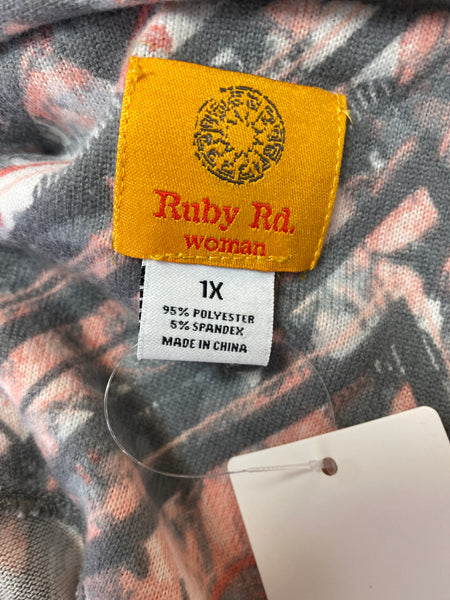 Ruby Rd.
woman
1X
95% POLYESTER
5% SPANDEX
MADE IN CHINA